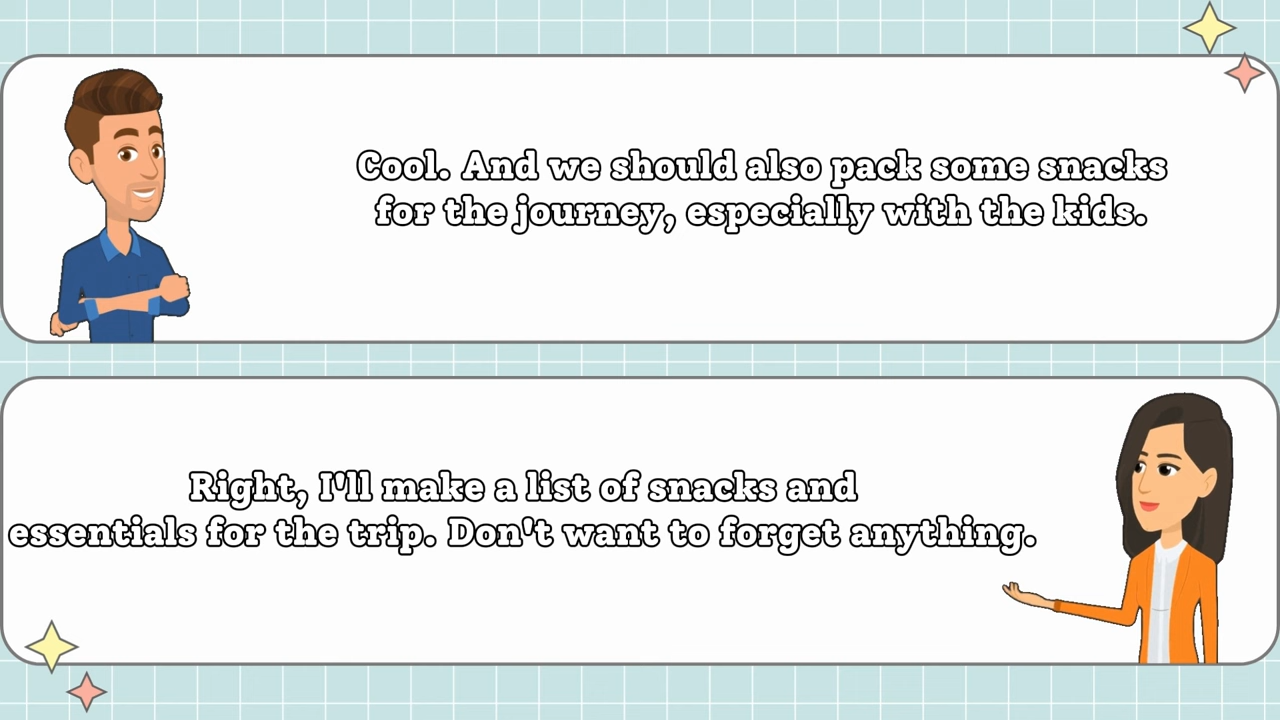 Cool. And we should also pack some snacks
for the journey, especially with the kids.
Right, I'll make a list of snacks and
essentials for the trip. Don't want to forget anything.